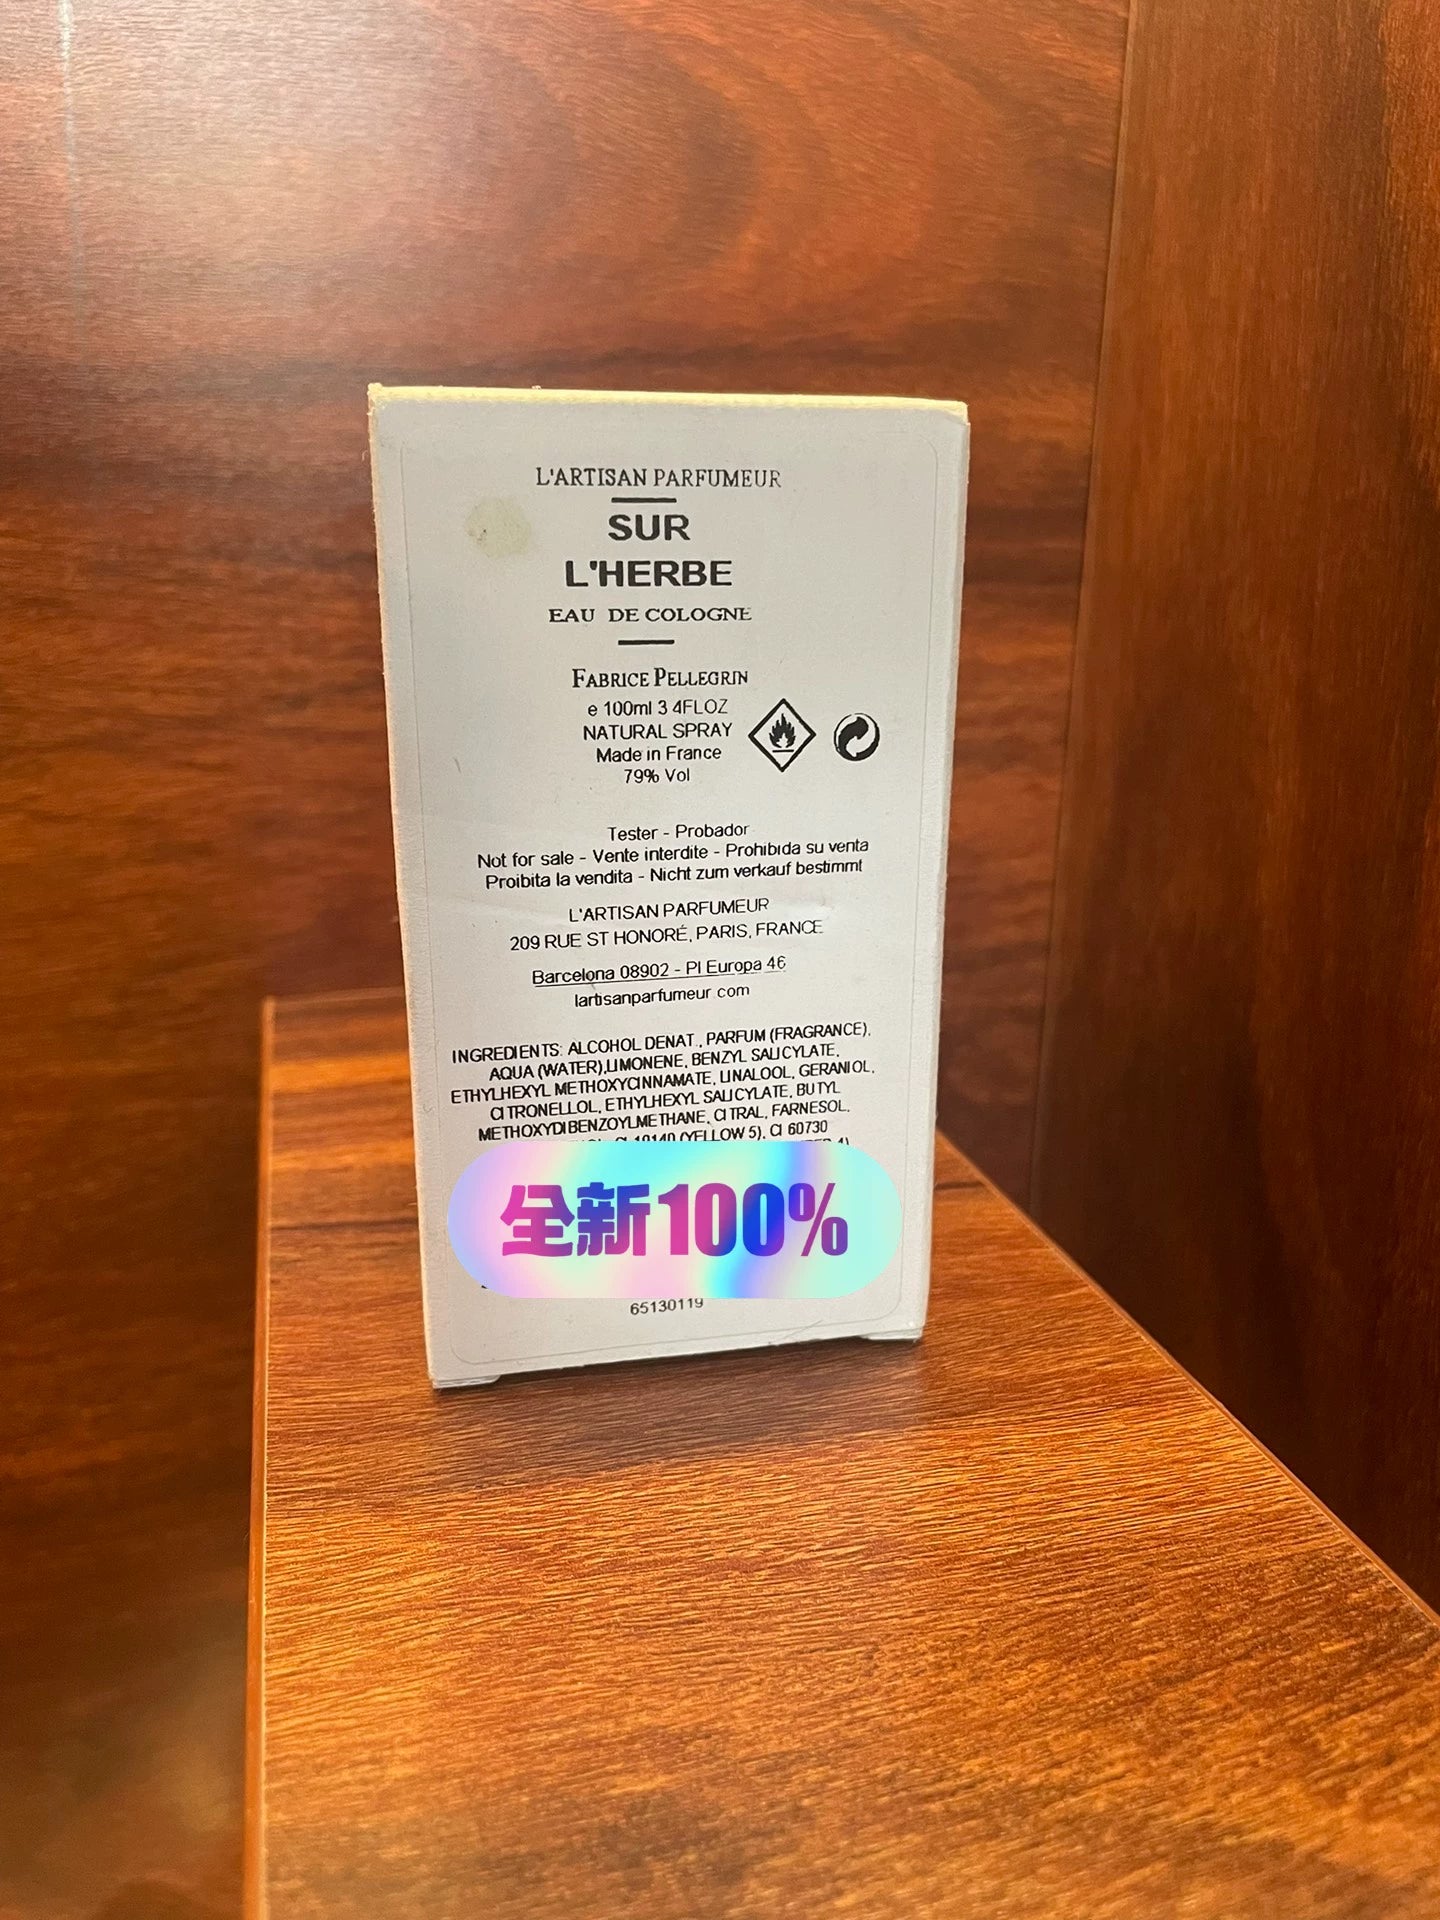 L'ARTISAN PARFUMEUR
SUR
L'HERBE
EAU DE COLOGNE
FABRICE PELLEGRIN
e 100ml 3 4FLOZ
NATURAL SPRAY
Made in France
79% Vol
Tester - Probador
Not for sale - Vente interdite - Prohibida su venta
Proibita la vendita - Nicht zum verkauf bestimmt
L'ARTISAN PARFUMEUR
209 RUE ST HONORÉ, PARIS, FRANCE
Barcelona 08902 - Pl Europa 46
lartisanparfumeur com
INGREDIENTS: ALCOHOL DENAT., PARFUM (FRAGRANCE),
AQUA (WATER),LIMONENE, BENZYL SALICYLATE,
ETHYLHEXYL METHOXYCINNAMATE, LINALOOL, GERANIOL,
CITRONELLOL, ETHYLHEXYL SALICYLATE, BUTYL
METHOXYDIBENZOYLMETHANE, CITRAL, FARNESOL,
CI 19140 (YELLOW 5), CI 60730
全新100%
65130119